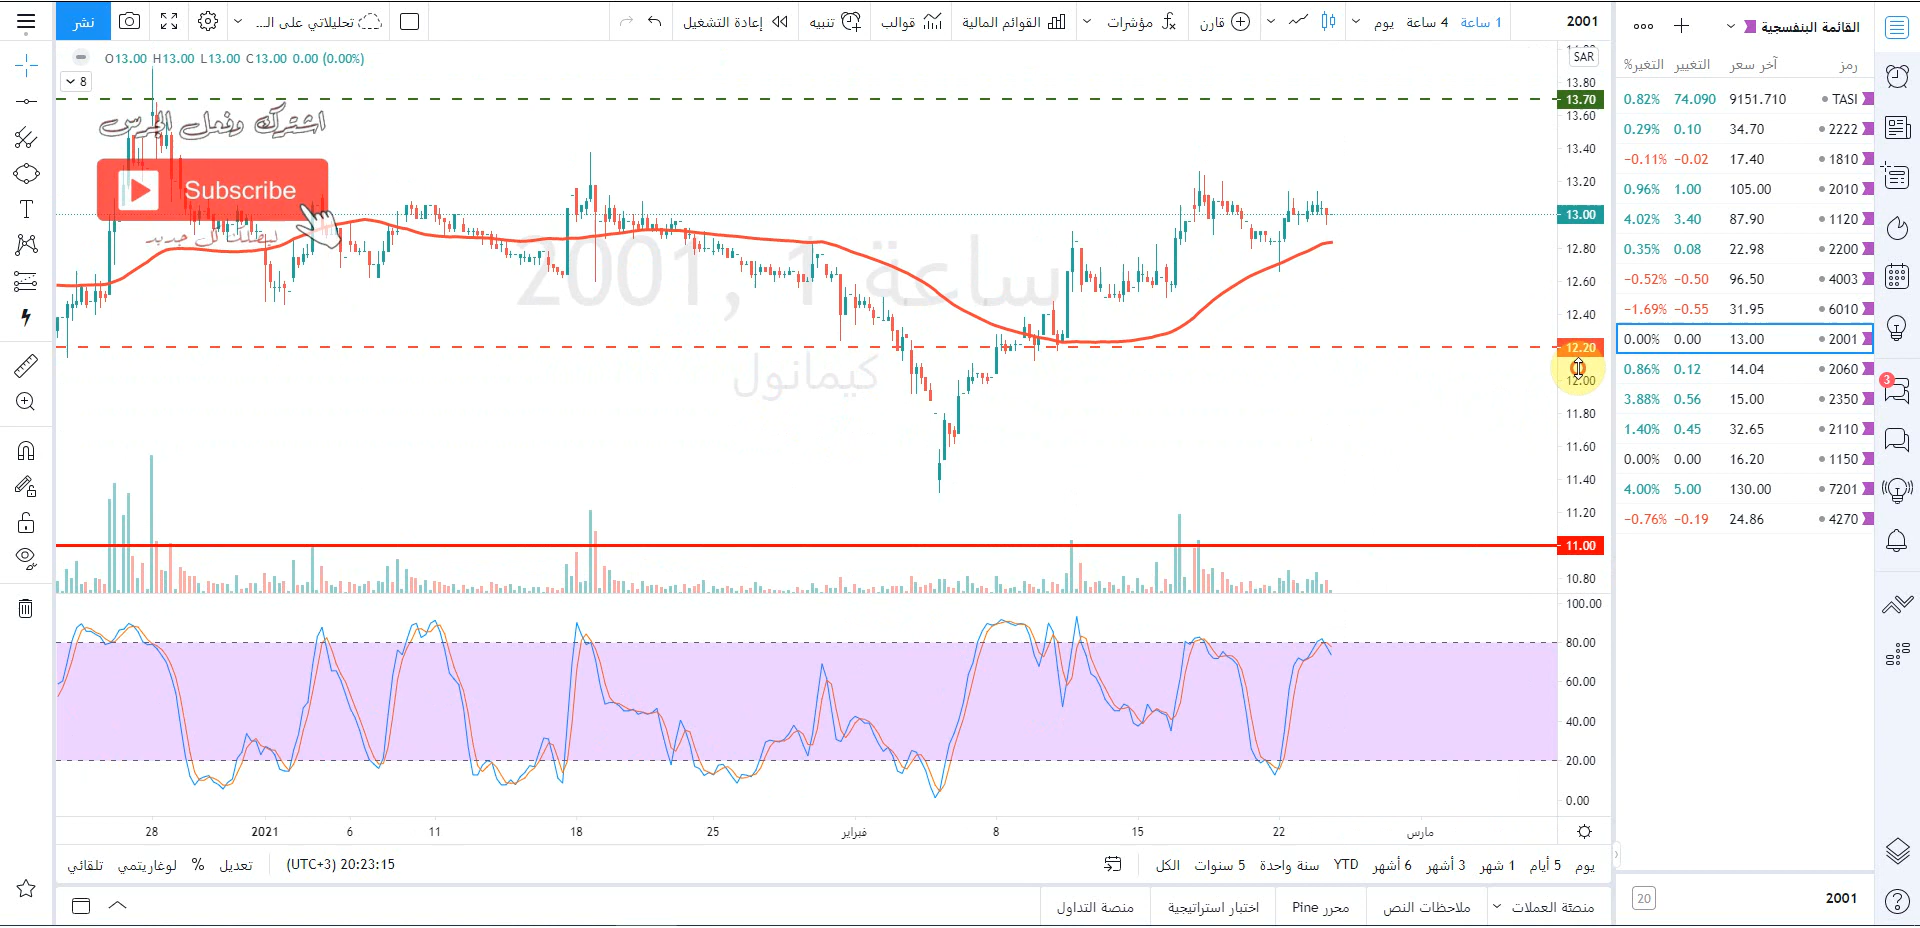 نشر
تحليلاتي على الـ...
إعادة التشغيل
تنبيه
قوالب
القوائم المالية
مؤشرات
قارن
يوم
4 ساعة
1 ساعة
2001
O13.00 H13.00 L13.00 C13.00 0.00 (0.00%)
8
SAR
اشترك وفعل الجرس
Subscribe
ليصلك كل جديد
2001, 1 ساعة
كيمانول
14.00
13.80
13.70
13.60
13.40
13.20
13.00
12.80
12.60
12.40
12.20
12.00
11.80
11.60
11.40
11.20
11.00
10.80
100.00
80.00
60.00
40.00
20.00
0.00
28 2021 6 11 18 25 فبراير 8 15 22 مارس
تلقائي لوغاريتمي % تعديل 20:23:15 (UTC+3)
الكل 5 سنوات سنة واحدة YTD 6 أشهر 3 أشهر 1 شهر 5 أيام يوم
منصة التداول اختبار استراتيجية محرر Pine ملاحظات النص منصة العملات
القائمة البنفسجية
رمز آخر سعر التغيير التغير%
TASI 9151.710 74.090 0.82%
2222 34.70 0.10 0.29%
1810 17.40 −0.02 −0.11%
2010 105.00 1.00 0.96%
1120 87.90 3.40 4.02%
2200 22.98 0.08 0.35%
4003 96.50 −0.50 −0.52%
6010 31.95 −0.55 −1.69%
2001 13.00 0.00 0.00%
2060 14.04 0.12 0.86%
2350 15.00 0.56 3.88%
2110 32.65 0.45 1.40%
1150 16.20 0.00 0.00%
7201 130.00 5.00 4.00%
4270 24.86 −0.19 −0.76%
3
20
2001